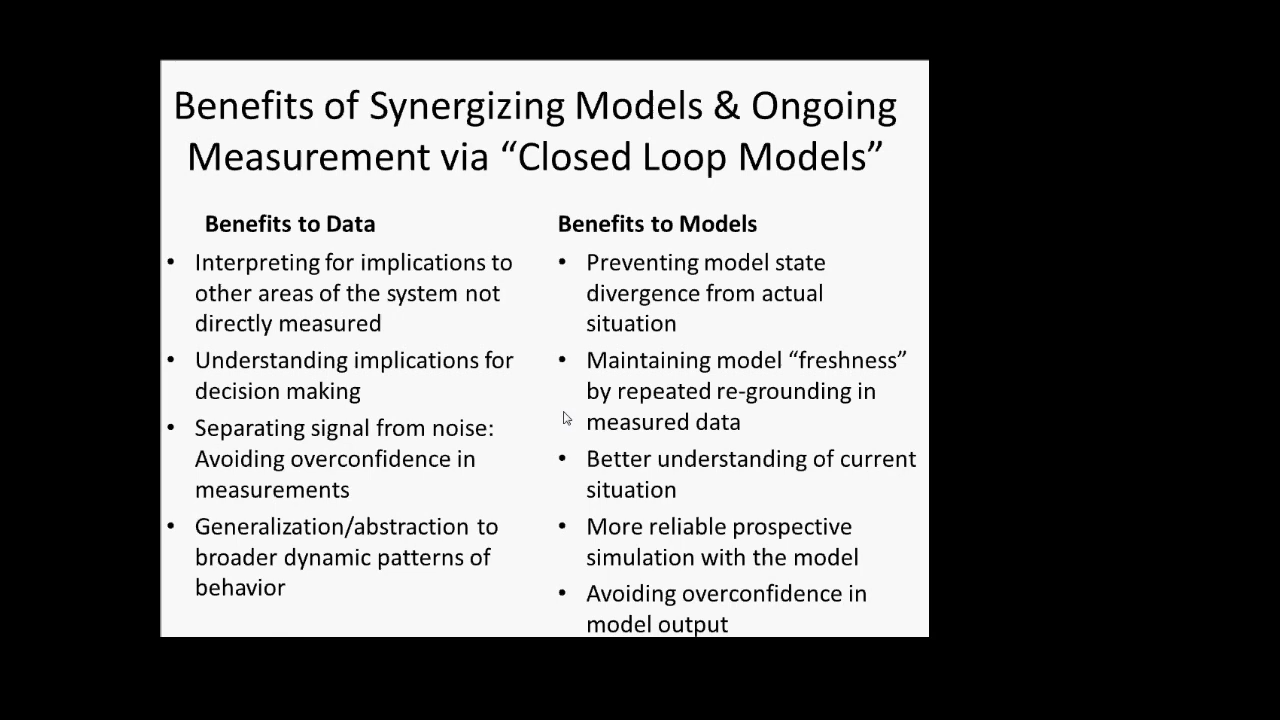 Benefits of Synergizing Models & Ongoing
Measurement via “Closed Loop Models”
Benefits to Data
• Interpreting for implications to
other areas of the system not
directly measured
• Understanding implications for
decision making
• Separating signal from noise:
Avoiding overconfidence in
measurements
• Generalization/abstraction to
broader dynamic patterns of
behavior
Benefits to Models
• Preventing model state
divergence from actual
situation
• Maintaining model “freshness”
by repeated re-grounding in
measured data
• Better understanding of current
situation
• More reliable prospective
simulation with the model
• Avoiding overconfidence in
model output